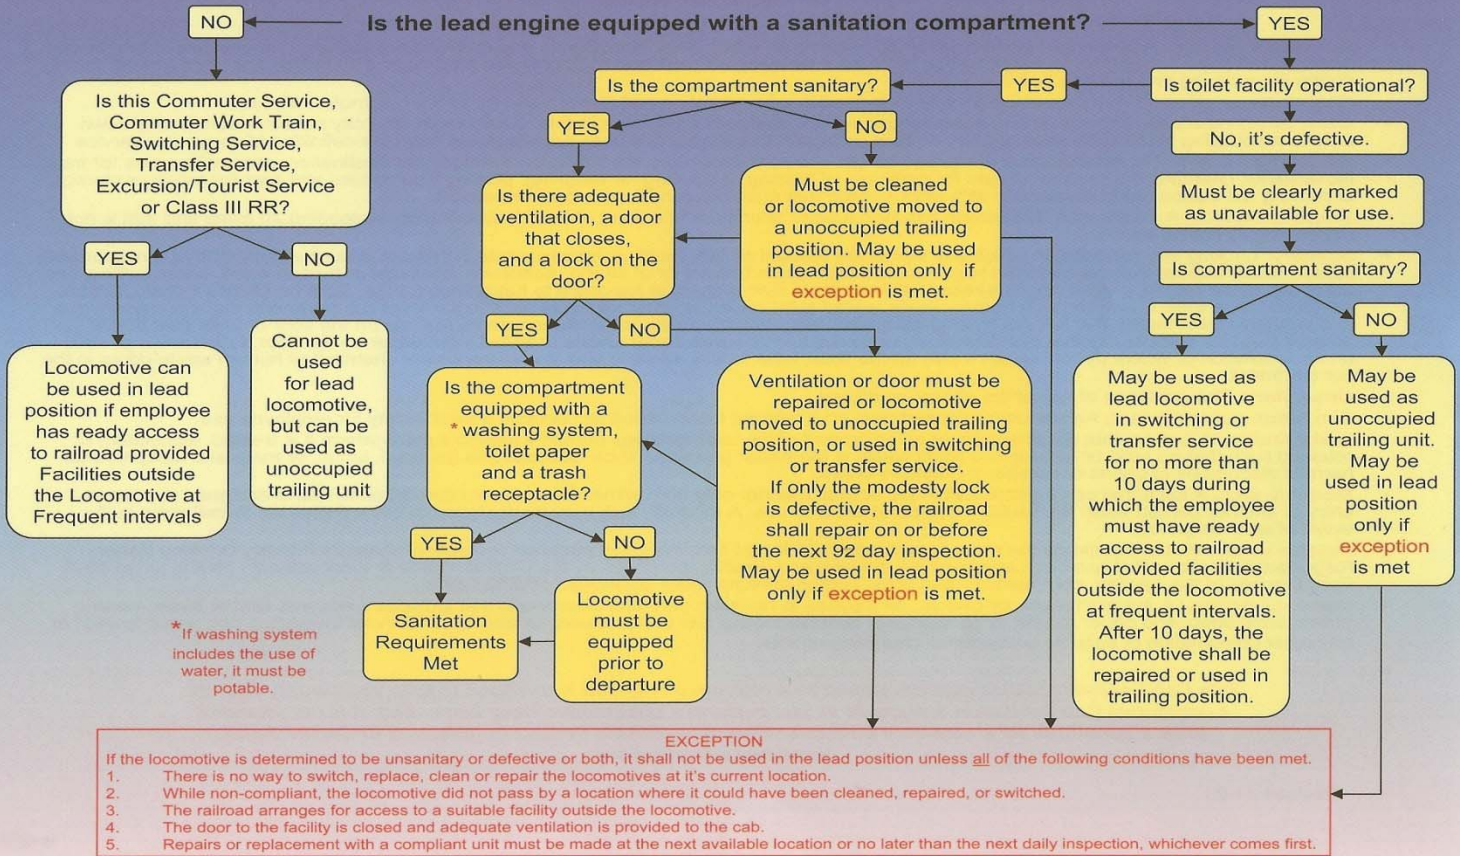 Is the lead engine equipped with a sanitation compartment?
NO
YES
Is this Commuter Service,
Commuter Work Train,
Switching Service,
Transfer Service,
Excursion/Tourist Service
or Class III RR?
YES
NO
Locomotive can
be used in lead
position if employee
has ready access
to railroad provided
Facilities outside
the Locomotive at
Frequent intervals
Cannot be
used
for lead
locomotive,
but can be
used as
unoccupied
trailing unit
Is toilet facility operational?
YES
Is the compartment sanitary?
YES
NO
Is there adequate
ventilation, a door
that closes,
and a lock on the
door?
Must be cleaned
or locomotive moved to
a unoccupied trailing
position. May be used
in lead position only if
exception is met.
YES
NO
Is the compartment
equipped with a
* washing system,
toilet paper
and a trash
receptacle?
Ventilation or door must be
repaired or locomotive
moved to unoccupied trailing
position, or used in switching
or transfer service.
If only the modesty lock
is defective, the railroad
shall repair on or before
the next 92 day inspection.
May be used in lead position
only if exception is met.
YES
NO
Sanitation
Requirements
Met
Locomotive
must be
equipped
prior to
departure
*If washing system
includes the use of
water, it must be
potable.
No, it's defective.
Must be clearly marked
as unavailable for use.
Is compartment sanitary?
YES
NO
May be used as
lead locomotive
in switching or
transfer service
for no more than
10 days during
which the employee
must have ready
access to railroad
provided facilities
outside the locomotive
at frequent intervals.
After 10 days, the
locomotive shall be
repaired or used in
trailing position.
May be
used as
unoccupied
trailing unit.
May be
used in lead
position
only if
exception
is met
EXCEPTION
If the locomotive is determined to be unsanitary or defective or both, it shall not be used in the lead position unless all of the following conditions have been met.
1. There is no way to switch, replace, clean or repair the locomotives at it's current location.
2. While non-compliant, the locomotive did not pass by a location where it could have been cleaned, repaired, or switched.
3. The railroad arranges for access to a suitable facility outside the locomotive.
4. The door to the facility is closed and adequate ventilation is provided to the cab.
5. Repairs or replacement with a compliant unit must be made at the next available location or no later than the next daily inspection, whichever comes first.